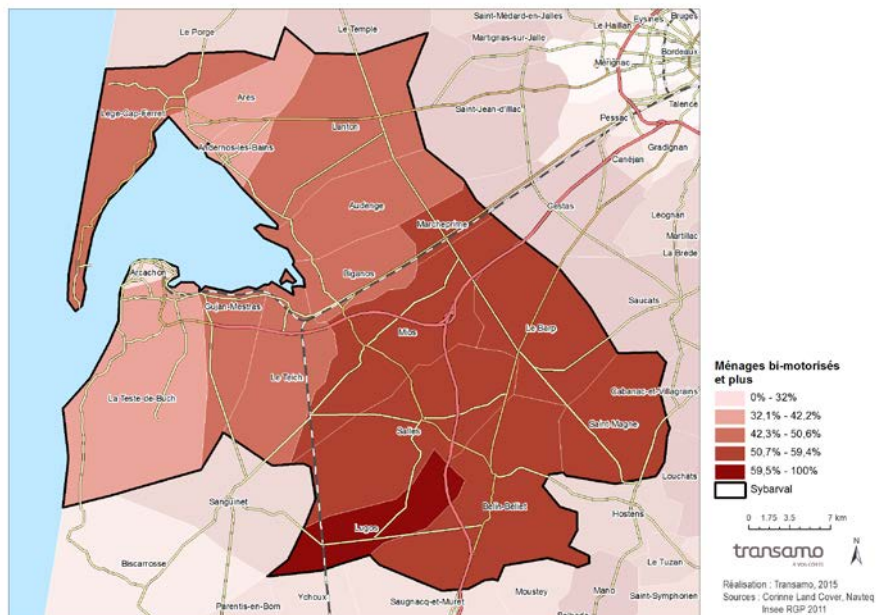 Saint-Médard-en-Jalles
Le-Haillan
Eysines
Bruges
Le Porge
Le Temple
Martignas-sur-Jalle
Bordeaux
Mérignac
Arès
Lège-Cap-Ferret
Lanton
Saint-Jean-d'Illac
Talence
Pessac
Andernos-les-Bains
Gradignan
Canéjan
Audenge
Cestas
Léognan
Marcheprime
Martillac
La Brède
Arcachon
Biganos
Saucats
Gujan-Mestras
Mios
Le Barp
Le Teich
Cabanac-et-Villagrains
La Teste-de-Buch
Salles
Saint-Magne
Louchats
Sanguinet
Belin-Béliet
Hostens
Lugos
Biscarrosse
Le Tuzan
Ychoux
Moustey
Mano
Saint-Symphorien
Parentis-en-Born
Saugnacq-et-Muret
Ménages bi-motorisés
et plus
0% - 32%
32,1% - 42,2%
42,3% - 50,6%
50,7% - 59,4%
59,5% - 100%
Sybarval
0 1.75 3.5 7 km
N
transamo
Réalisation : Transamo, 2015
Sources : Corinne Land Cover, Navteq
Insee RGP 2011